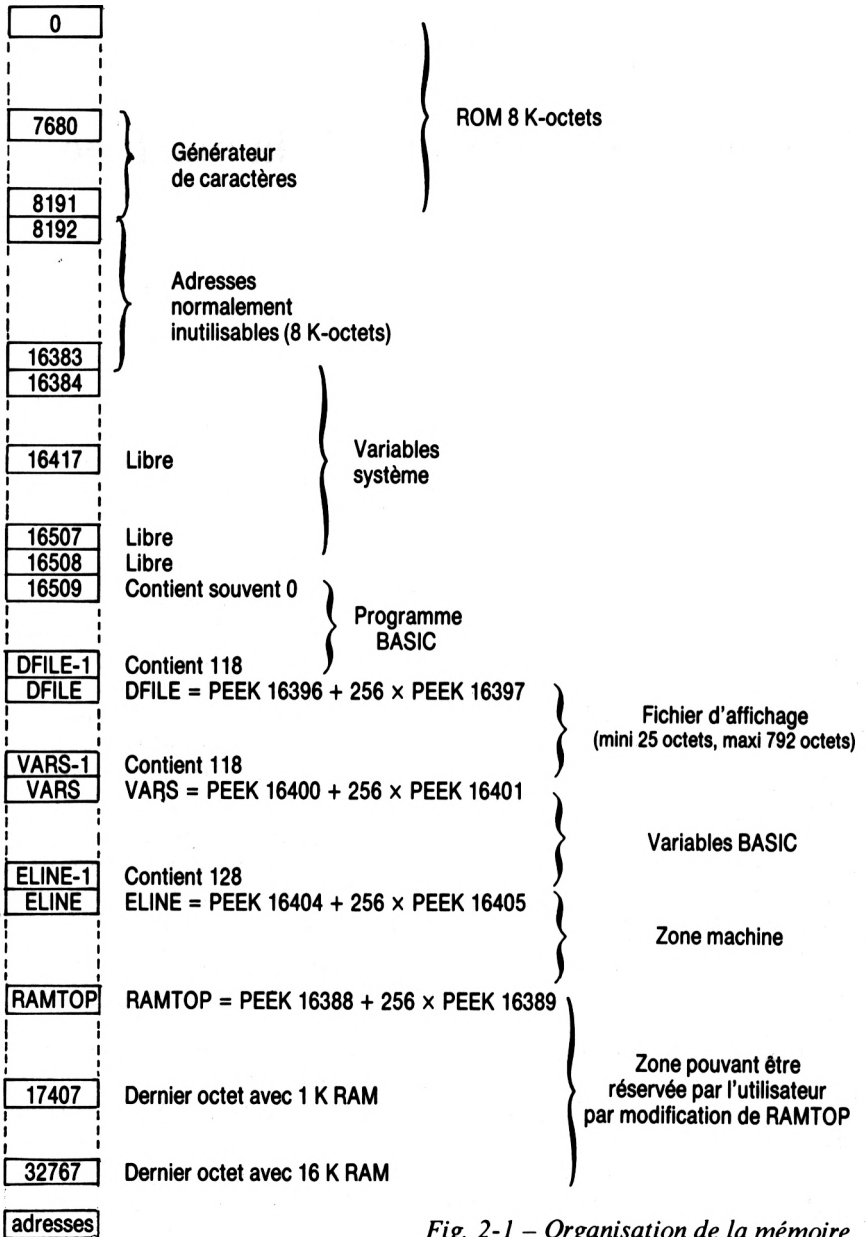 0
ROM 8 K-octets
7680
Générateur
de caractères
8191
8192
Adresses
normalement
inutilisables (8 K-octets)
16383
16384
Variables
système
16417 Libre
16507 Libre
16508 Libre
16509 Contient souvent 0
Programme
BASIC
DFILE-1 Contient 118
DFILE DFILE = PEEK 16396 + 256 × PEEK 16397
Fichier d'affichage
(mini 25 octets, maxi 792 octets)
VARS-1 Contient 118
VARS VARS = PEEK 16400 + 256 × PEEK 16401
Variables BASIC
ELINE-1 Contient 128
ELINE ELINE = PEEK 16404 + 256 × PEEK 16405
Zone machine
RAMTOP RAMTOP = PEEK 16388 + 256 × PEEK 16389
Zone pouvant être
réservée par l'utilisateur
par modification de RAMTOP
17407 Dernier octet avec 1 K RAM
32767 Dernier octet avec 16 K RAM
adresses
Fig. 2-1 – Organisation de la mémoire